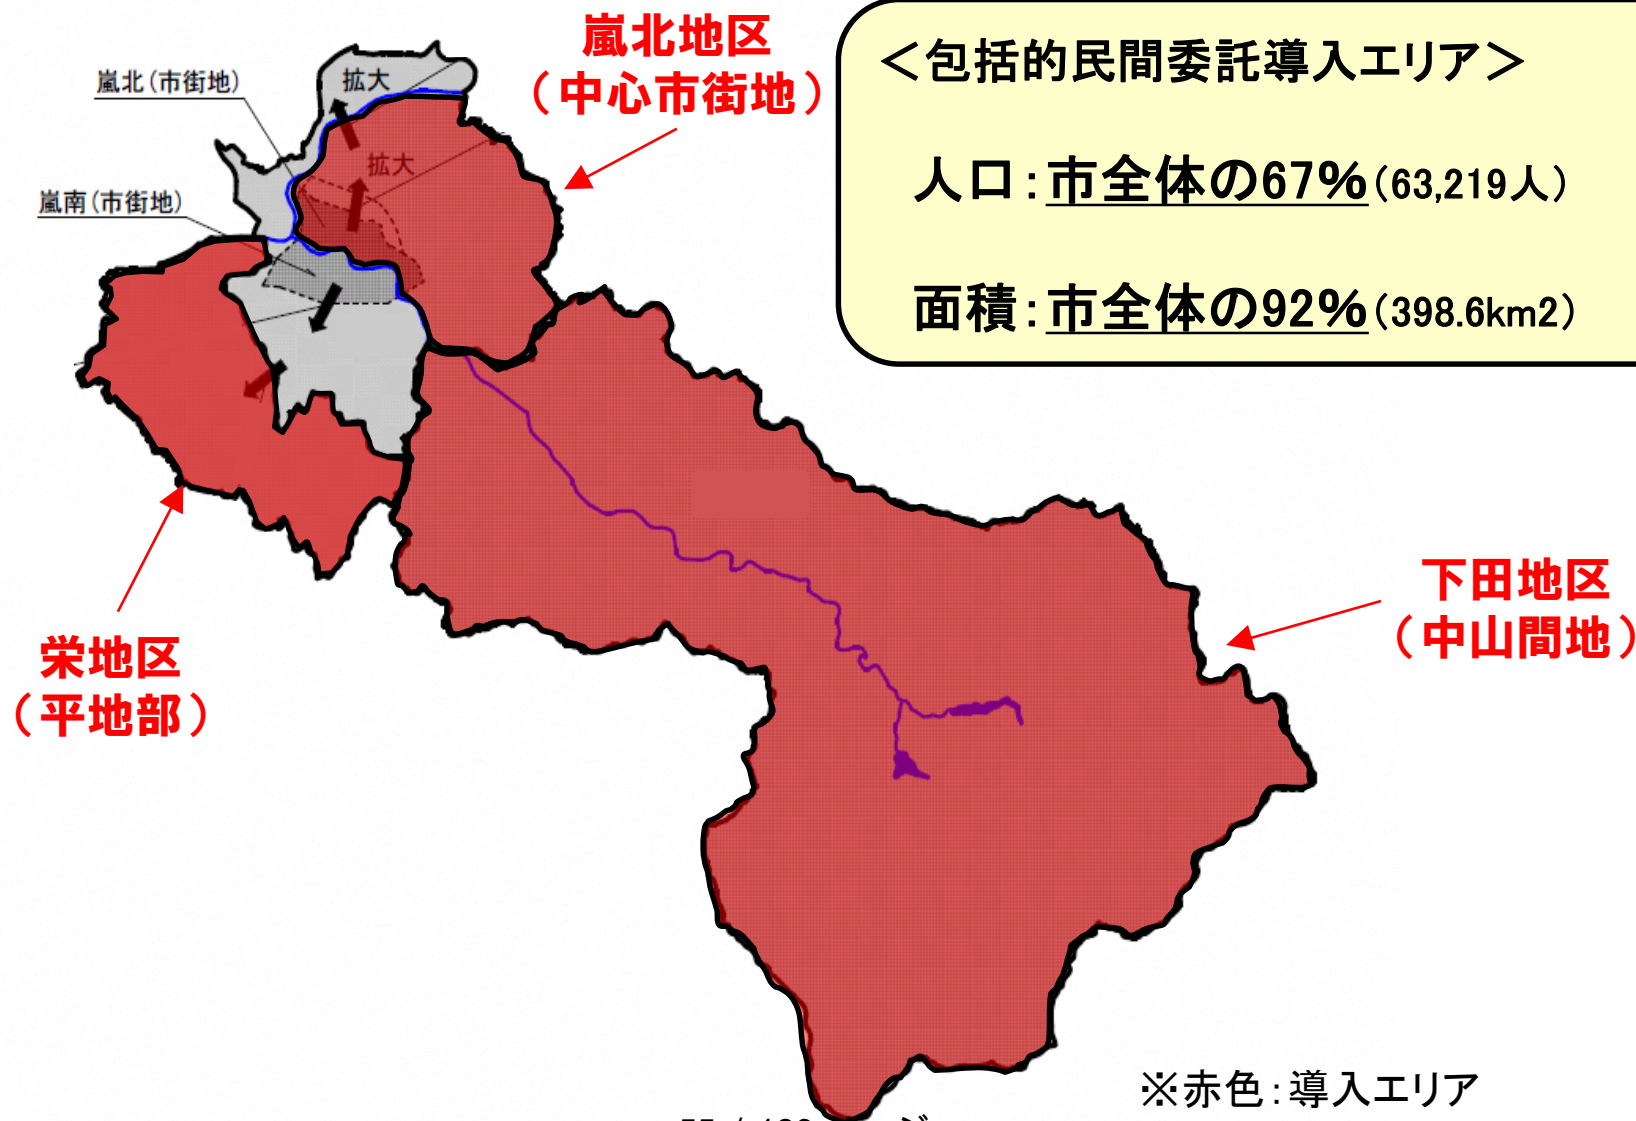 嵐北地区
（中心市街地）
＜包括的民間委託導入エリア＞
人口：市全体の67%（63,219人）
面積：市全体の92%（398.6km2）
嵐北（市街地）
拡大
拡大
嵐南（市街地）
栄地区
（平地部）
下田地区
（中山間地）
※赤色：導入エリア